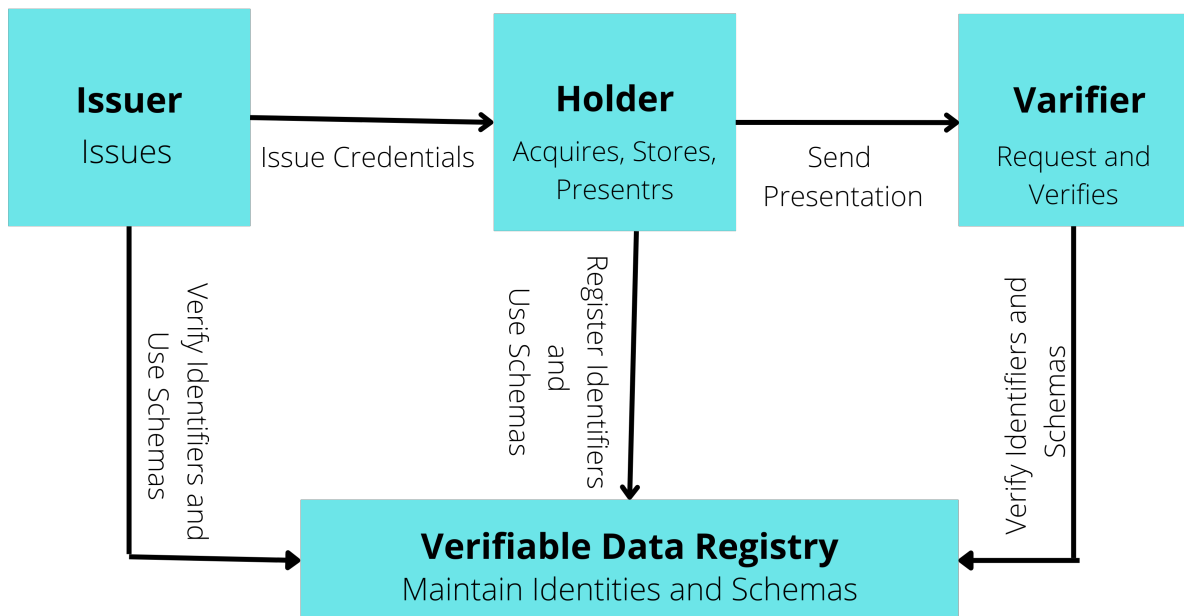 Issuer
Issues
Issue Credentials
Holder
Acquires, Stores,
Presentrs
Send
Presentation
Varifier
Request and
Verifies
Verify Identifiers and
Use Schemas
Register Identifiers
and
Use Schemas
Verify Identifiers and
Schemas
Verifiable Data Registry
Maintain Identities and Schemas